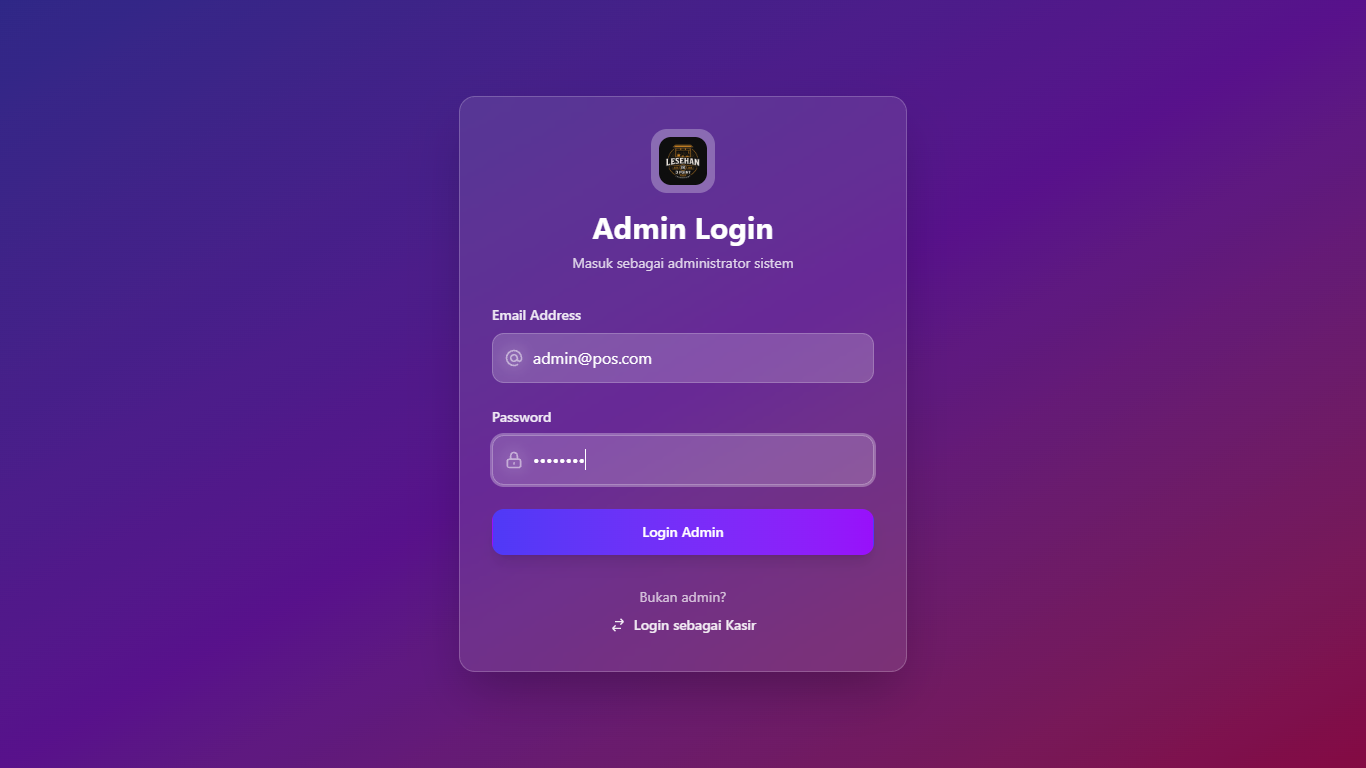 LESEHAN
Admin Login
Masuk sebagai administrator sistem
Email Address
admin@pos.com
Password
••••••••
Login Admin
Bukan admin?
Login sebagai Kasir